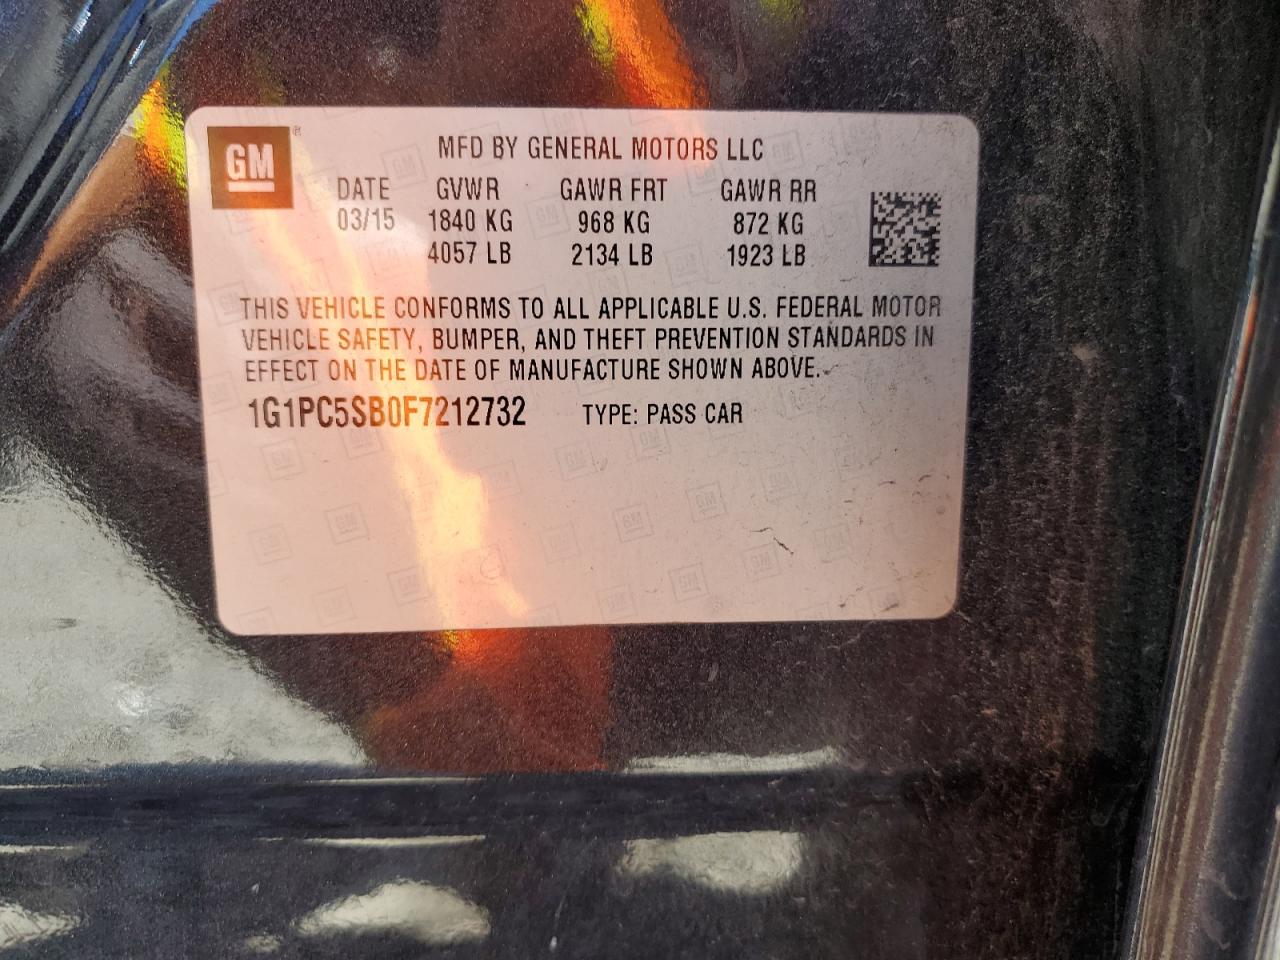 GM
MFD BY GENERAL MOTORS LLC
DATE GVWR GAWR FRT GAWR RR
03/15 1840 KG 968 KG 872 KG
4057 LB 2134 LB 1923 LB
THIS VEHICLE CONFORMS TO ALL APPLICABLE U.S. FEDERAL MOTOR
VEHICLE SAFETY, BUMPER, AND THEFT PREVENTION STANDARDS IN
EFFECT ON THE DATE OF MANUFACTURE SHOWN ABOVE.
1G1PC5SB0F7212732 TYPE: PASS CAR